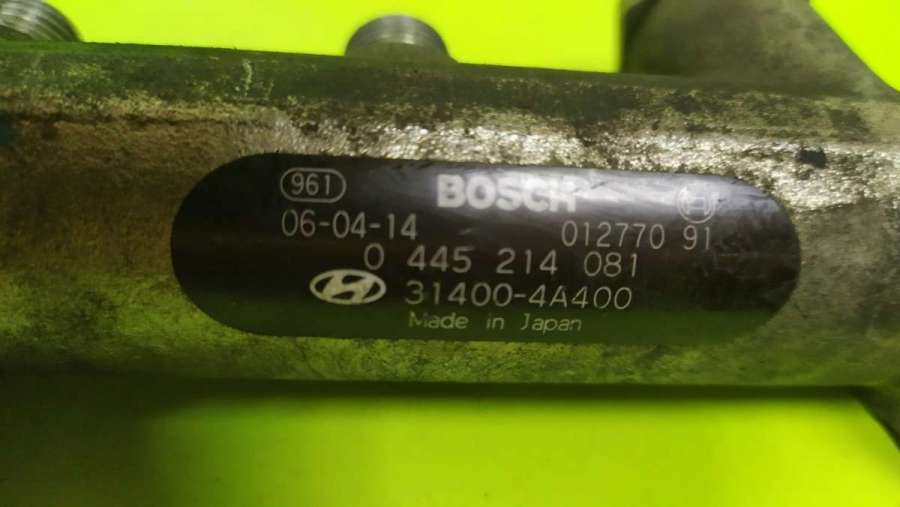 961 BOSCH
06-04-14 012770 91
0 445 214 081
31400-4A400
Made in Japan